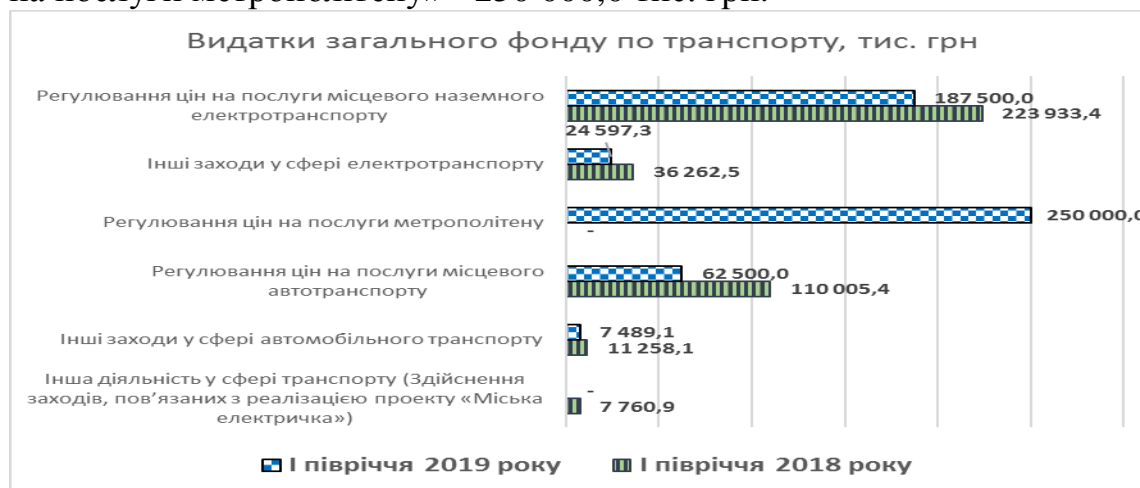 на послуги метрополітену» – 250 000,0 тис. грн.
Видатки загального фонду по транспорту, тис. грн
Регулювання цін на послуги місцевого наземного
електротранспорту
187 500,0
223 933,4
24 597,3
Інші заходи у сфері електротранспорту
36 262,5
Регулювання цін на послуги метрополітену
250 000,0
-
Регулювання цін на послуги місцевого
автотранспорту
62 500,0
110 005,4
Інші заходи у сфері автомобільного транспорту
7 489,1
11 258,1
Інша діяльність у сфері транспорту (Здійснення
заходів, пов’язаних з реалізацією проекту «Міська
електричка»)
-
7 760,9
І півріччя 2019 року
І півріччя 2018 року